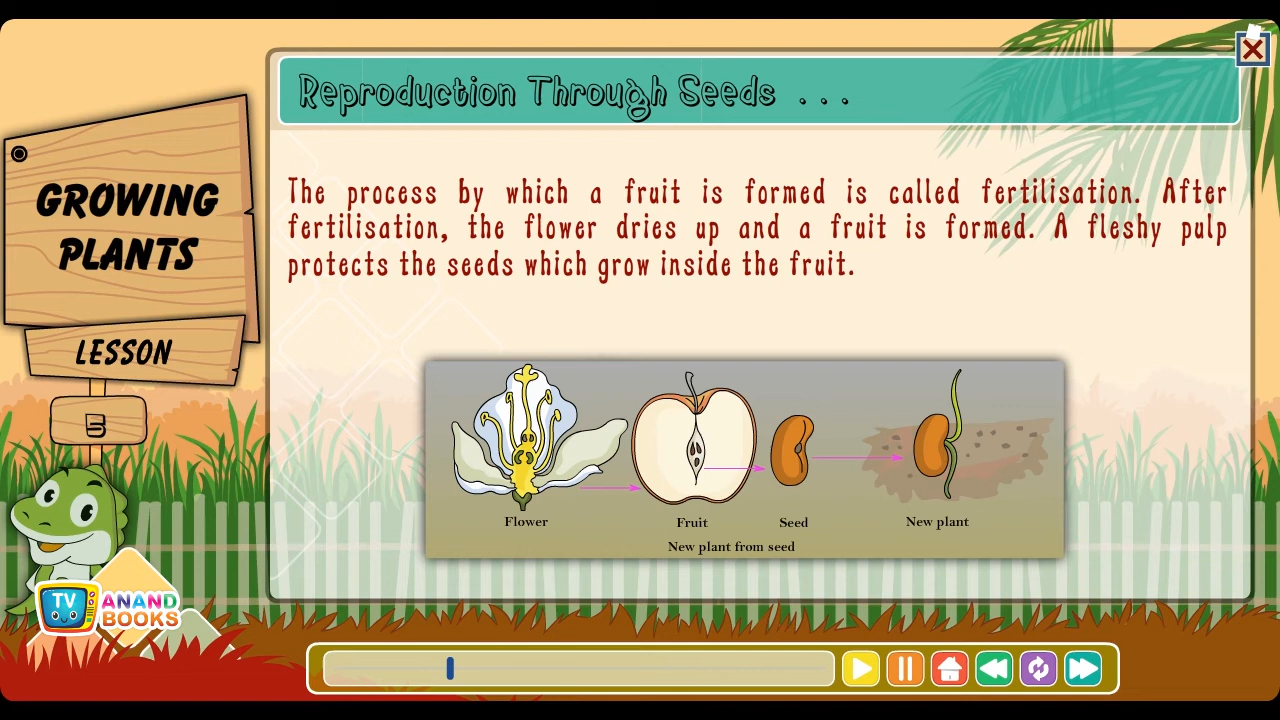 Reproduction Through Seeds ...
GROWING
PLANTS
LESSON
5
The process by which a fruit is formed is called fertilisation. After
fertilisation, the flower dries up and a fruit is formed. A fleshy pulp
protects the seeds which grow inside the fruit.
Flower
Fruit
Seed
New plant
New plant from seed
TV
ANAND
BOOKS